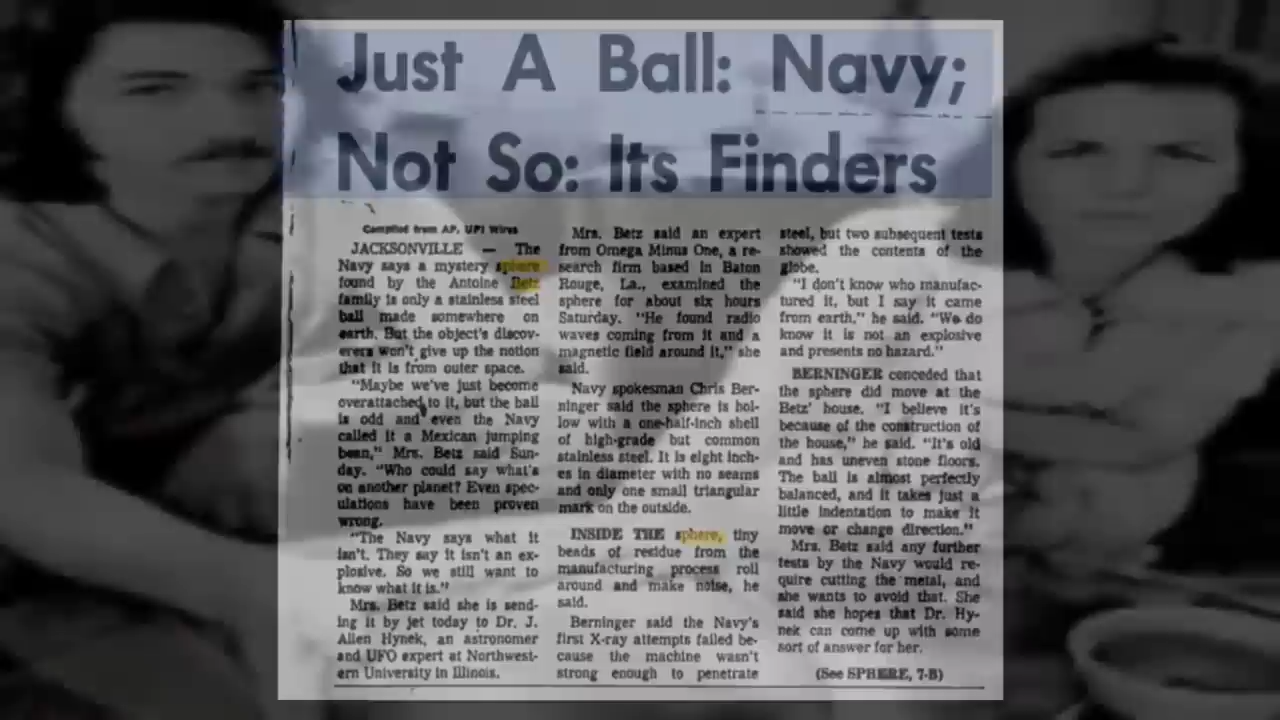 Just A Ball: Navy;
Not So: Its Finders
Compiled from AP, UPI Wires
JACKSONVILLE — The
Navy says a mystery sphere
found by the Antoine Betz
family is only a stainless steel
ball made somewhere on
earth. But the object's discov-
erers won't give up the notion
that it is from outer space.
"Maybe we've just become
overattached to it, but the ball
is odd and even the Navy
called it a Mexican jumping
bean," Mrs. Betz said Sun-
day. "Who could say what's
on another planet? Even spec-
ulations have been proven
wrong.
"The Navy says what it
isn't. They say it isn't an ex-
plosive. So we still want to
know what it is."
Mrs. Betz said she is send-
ing it by jet today to Dr. J.
Allen Hynek, an astronomer
and UFO expert at Northwest-
ern University in Illinois.
Mrs. Betz said an expert
from Omega Minus One, a re-
search firm based in Baton
Rouge, La., examined the
sphere for about six hours
Saturday. "He found radio
waves coming from it and a
magnetic field around it," she
said.
Navy spokesman Chris Ber-
ninger said the sphere is hol-
low with a one-half-inch shell
of high-grade but common
stainless steel. It is eight inch-
es in diameter with no seams
and only one small triangular
mark on the outside.
INSIDE THE sphere, tiny
beads of residue from the
manufacturing process roll
around and make noise, he
said.
Berninger said the Navy's
first X-ray attempts failed be-
cause the machine wasn't
strong enough to penetrate
steel, but two subsequent tests
showed the contents of the
globe.
"I don't know who manufac-
tured it, but I say it came
from earth," he said. "We do
know it is not an explosive
and presents no hazard."
BERNINGER conceded that
the sphere did move at the
Betz' house. "I believe it's
because of the construction of
the house," he said. "It's old
and has uneven stone floors.
The ball is almost perfectly
balanced, and it takes just a
little indentation to make it
move or change direction."
Mrs. Betz said any further
tests by the Navy would re-
quire cutting the metal, and
she wants to avoid that. She
said she hopes that Dr. Hy-
nek can come up with some
sort of answer for her.
(See SPHERE, 7-B)